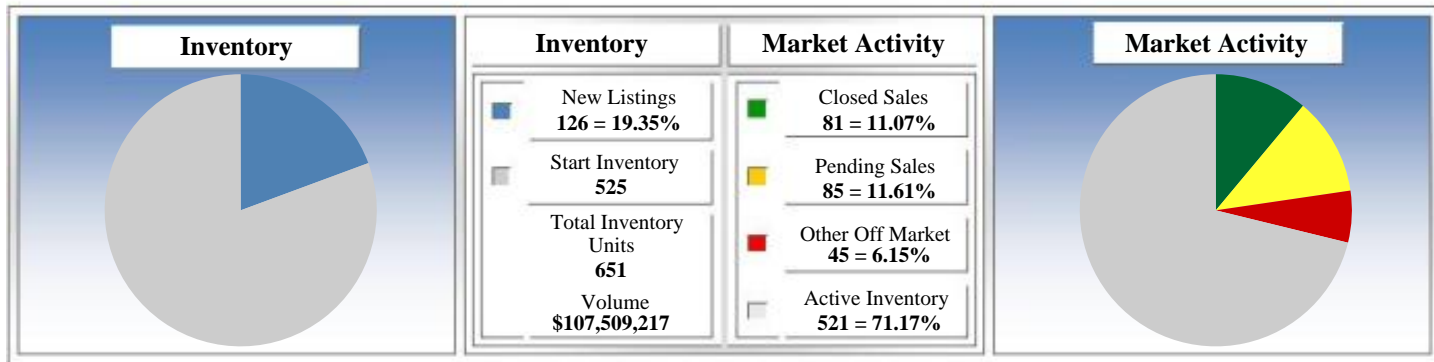 Inventory
Inventory
New Listings
126 = 19.35%
Start Inventory
525
Total Inventory
Units
651
Volume
$107,509,217
Market Activity
Closed Sales
81 = 11.07%
Pending Sales
85 = 11.61%
Other Off Market
45 = 6.15%
Active Inventory
521 = 71.17%
Market Activity